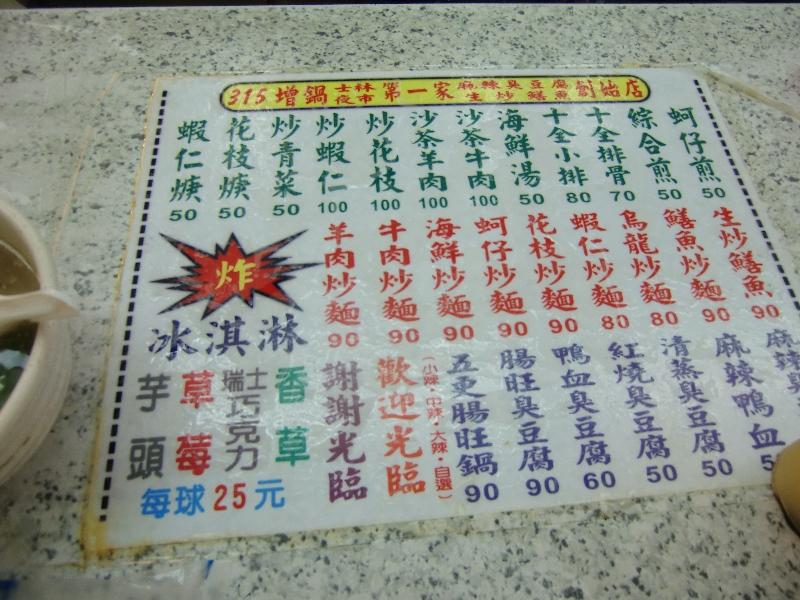 315增鍋 士林夜市 第一家 麻辣臭豆腐 生炒鱔魚 創始店
蚵仔煎 50
綜合煎 50
十全排骨 70
十全小排 80
海鮮湯 50
沙茶牛肉 100
沙茶羊肉 100
炒花枝 100
炒蝦仁 100
炒青菜 50
花枝焿 50
蝦仁焿 50
生炒鱔魚 90
鱔魚炒麵 90
烏龍炒麵 80
蝦仁炒麵 80
花枝炒麵 90
蚵仔炒麵 90
海鮮炒麵 90
牛肉炒麵 90
羊肉炒麵 90
麻辣臭
麻辣鴨血 50
清蒸臭豆腐 50
紅燒臭豆腐 50
鴨血臭豆腐 60
腸旺臭豆腐 90
五更腸旺鍋 90
(小辣·中辣·大辣·自選)
歡迎光臨
謝謝光臨
炸
冰淇淋
香草
瑞士巧克力
草莓
芋頭
每球25元